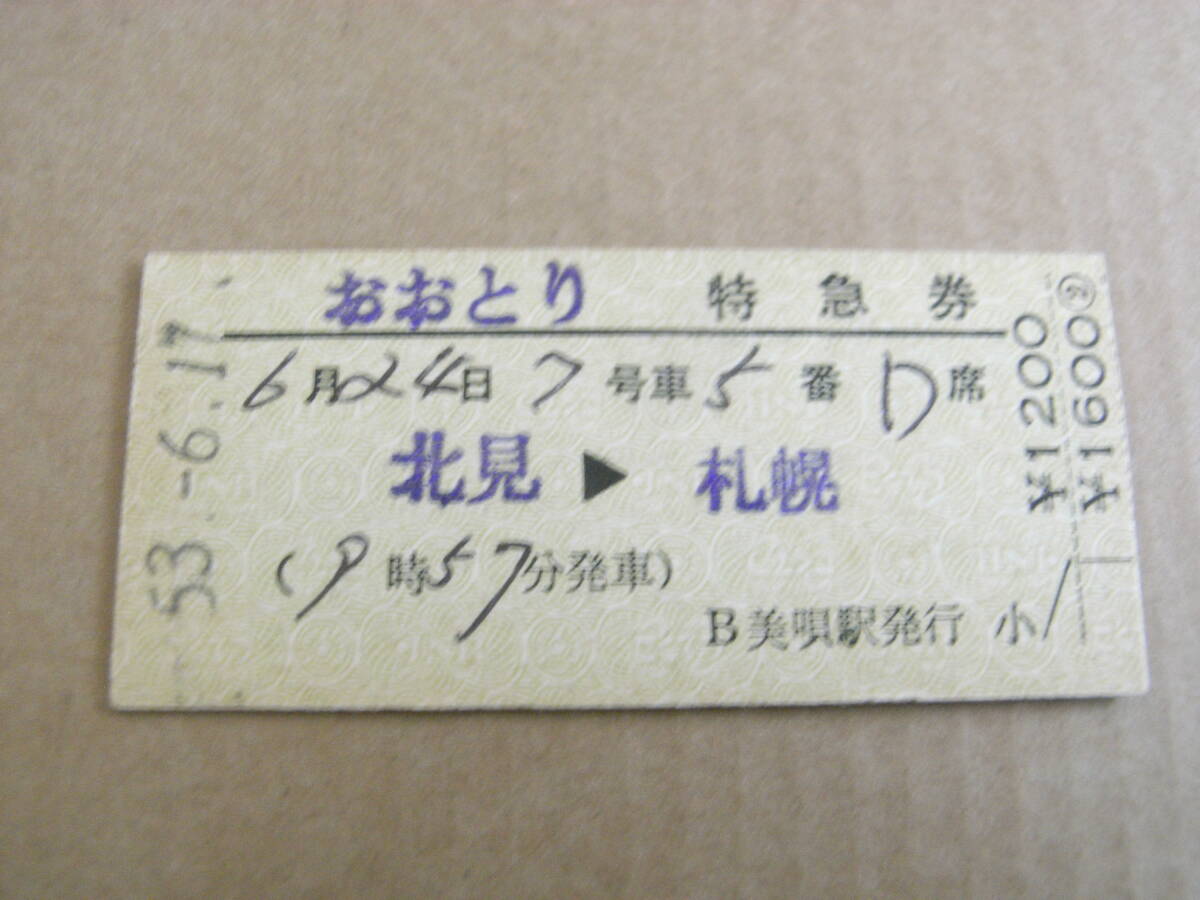 おおとり 特急券
6月24日 7号車 5番 D席
北見▶札幌
(9時57分発車)
B美唄駅発行 小
¥1200
¥1600②
53.-6.17